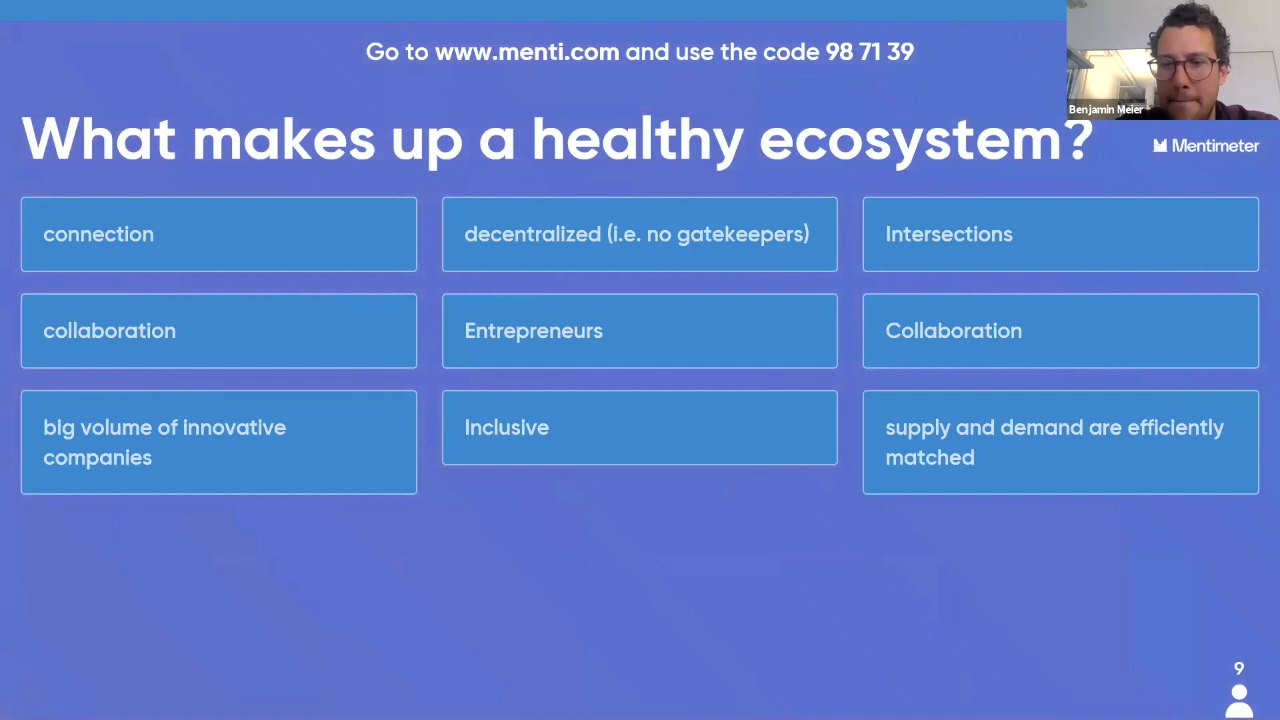 Go to www.menti.com and use the code 98 71 39
Benjamin Meier
What makes up a healthy ecosystem?
Mentimeter
connection
decentralized (i.e. no gatekeepers)
Intersections
collaboration
Entrepreneurs
Collaboration
big volume of innovative
companies
Inclusive
supply and demand are efficiently
matched
9